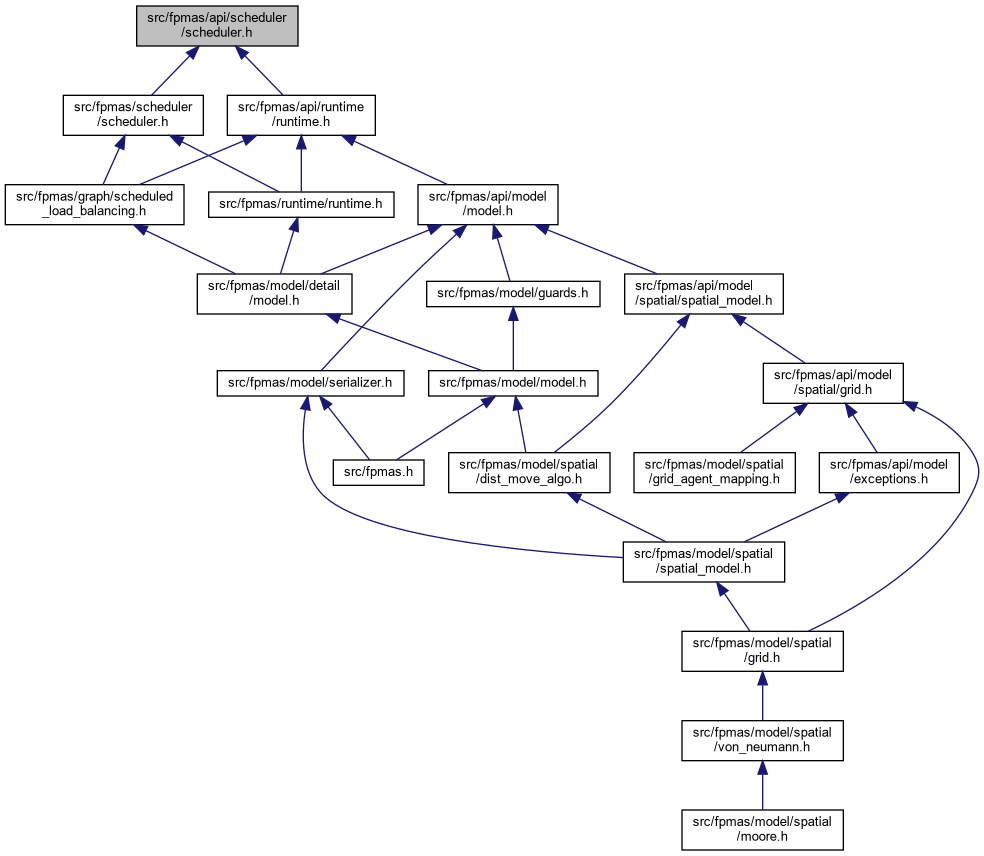 src/fpmas/api/scheduler
/scheduler.h
src/fpmas/scheduler
/scheduler.h
src/fpmas/api/runtime
/runtime.h
src/fpmas/graph/scheduled
_load_balancing.h
src/fpmas/runtime/runtime.h
src/fpmas/api/model
/model.h
src/fpmas/model/detail
/model.h
src/fpmas/model/guards.h
src/fpmas/api/model
/spatial/spatial_model.h
src/fpmas/model/serializer.h
src/fpmas/model/model.h
src/fpmas/api/model
/spatial/grid.h
src/fpmas.h
src/fpmas/model/spatial
/dist_move_algo.h
src/fpmas/model/spatial
/grid_agent_mapping.h
src/fpmas/api/model
/exceptions.h
src/fpmas/model/spatial
/spatial_model.h
src/fpmas/model/spatial
/grid.h
src/fpmas/model/spatial
/von_neumann.h
src/fpmas/model/spatial
/moore.h